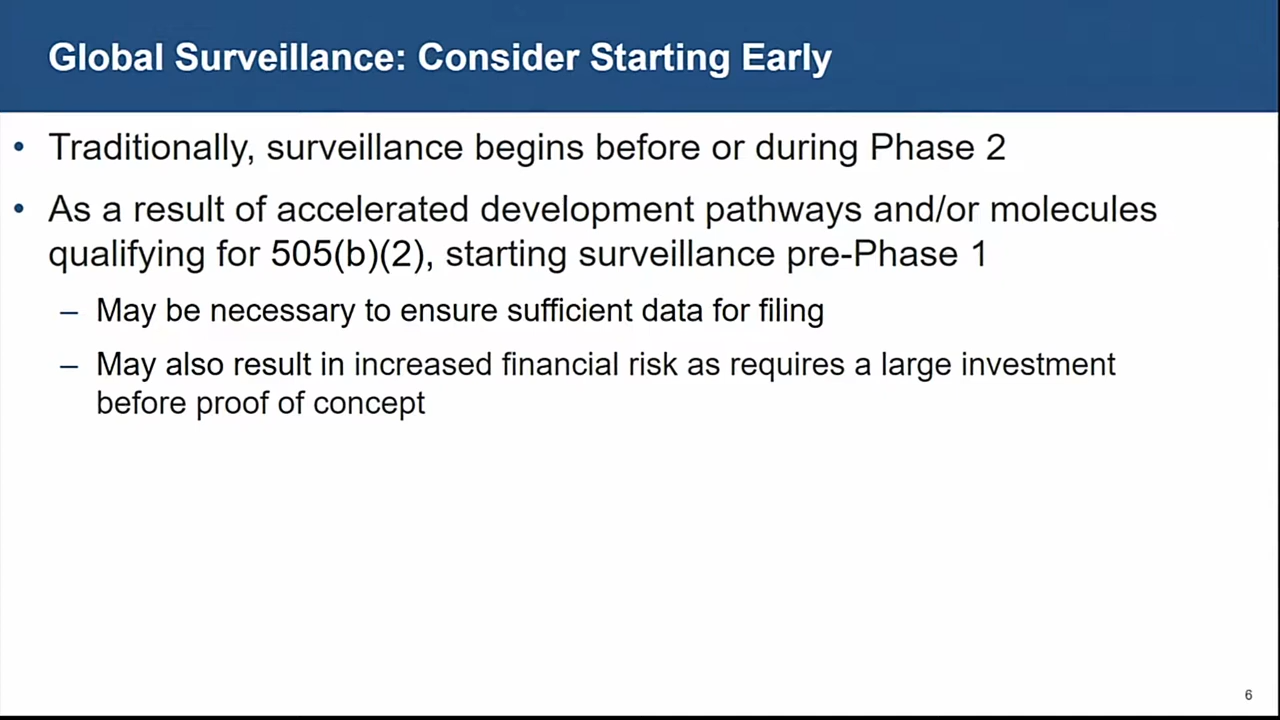 Global Surveillance: Consider Starting Early
• Traditionally, surveillance begins before or during Phase 2
• As a result of accelerated development pathways and/or molecules
qualifying for 505(b)(2), starting surveillance pre-Phase 1
– May be necessary to ensure sufficient data for filing
– May also result in increased financial risk as requires a large investment
before proof of concept
6